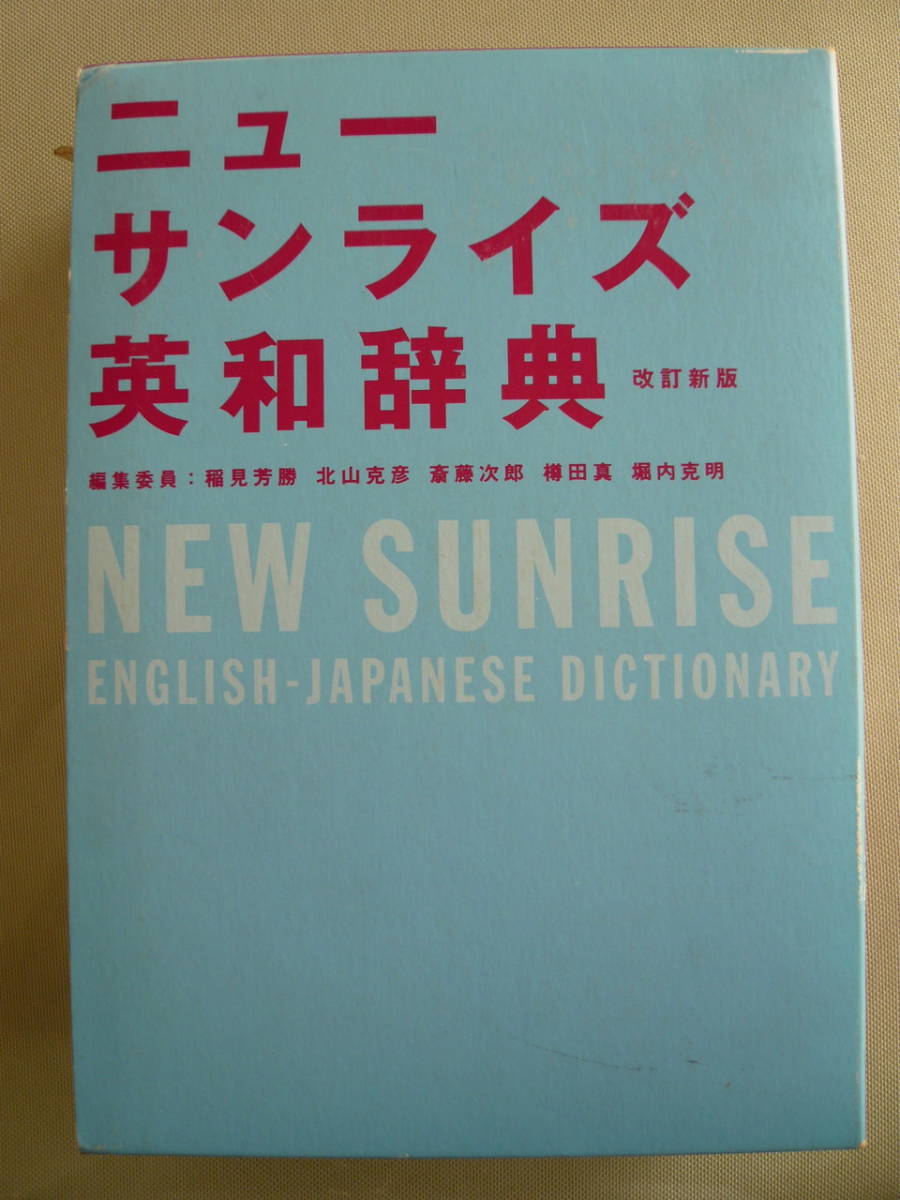 ニュー
サンライズ
英和辞典 改訂新版
編集委員：稲見芳勝 北山克彦 斎藤次郎 樽田真 堀内克明
NEW SUNRISE
ENGLISH-JAPANESE DICTIONARY